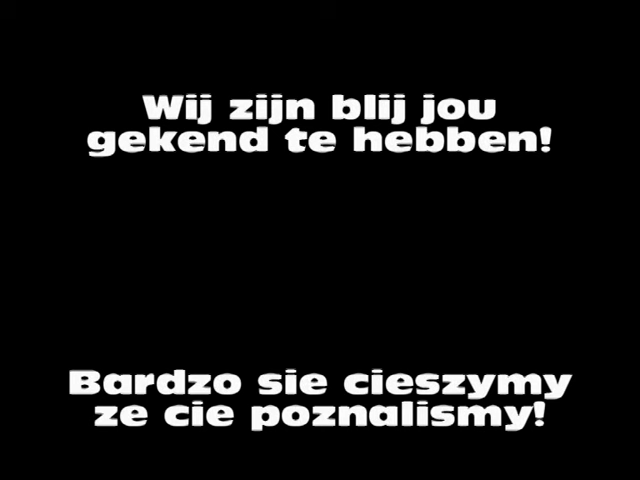 Wij zijn blij jou
gekend te hebben!
Bardzo sie cieszymy
ze cie poznalismy!